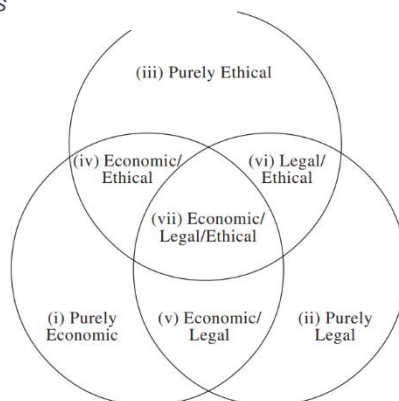 s
(iii) Purely Ethical
(iv) Economic/
Ethical
(vi) Legal/
Ethical
(vii) Economic/
Legal/Ethical
(i) Purely
Economic
(v) Economic/
Legal
(ii) Purely
Legal